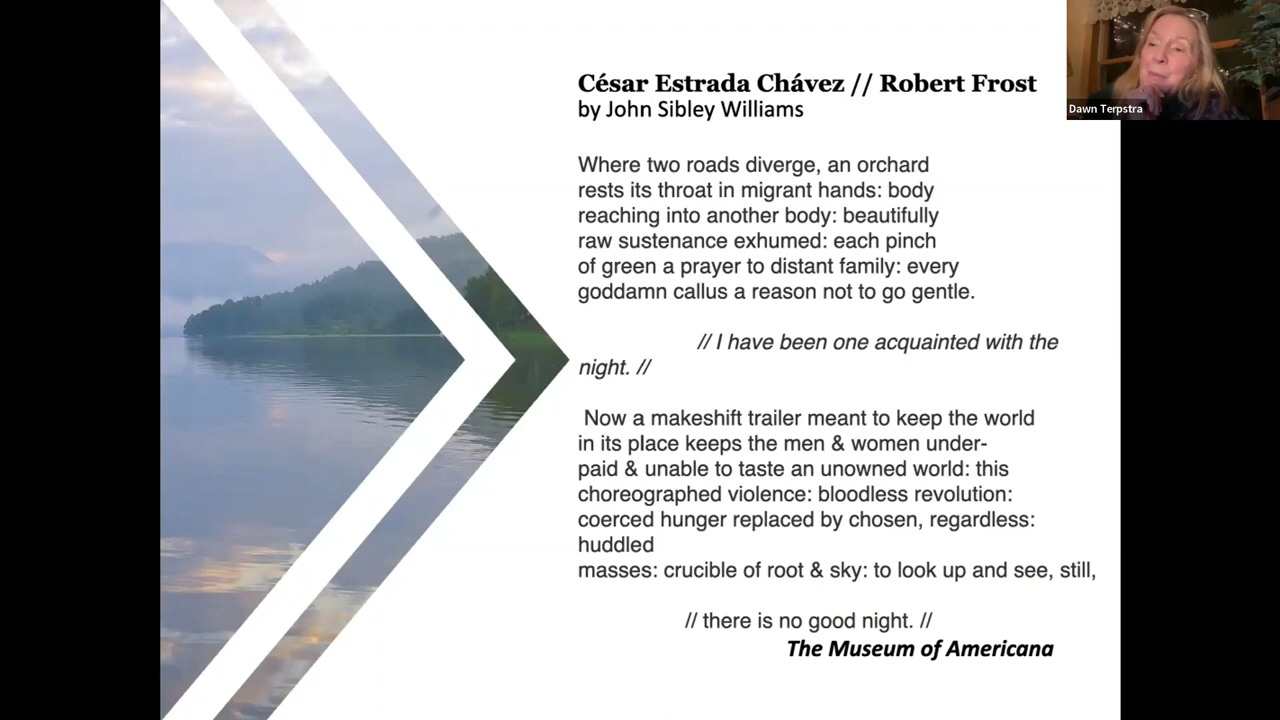 César Estrada Chávez // Robert Frost
by John Sibley Williams
Dawn Terpstra
Where two roads diverge, an orchard
rests its throat in migrant hands: body
reaching into another body: beautifully
raw sustenance exhumed: each pinch
of green a prayer to distant family: every
goddamn callus a reason not to go gentle.
// I have been one acquainted with the
night. //
Now a makeshift trailer meant to keep the world
in its place keeps the men & women under-
paid & unable to taste an unowned world: this
choreographed violence: bloodless revolution:
coerced hunger replaced by chosen, regardless:
huddled
masses: crucible of root & sky: to look up and see, still,
// there is no good night. //
The Museum of Americana